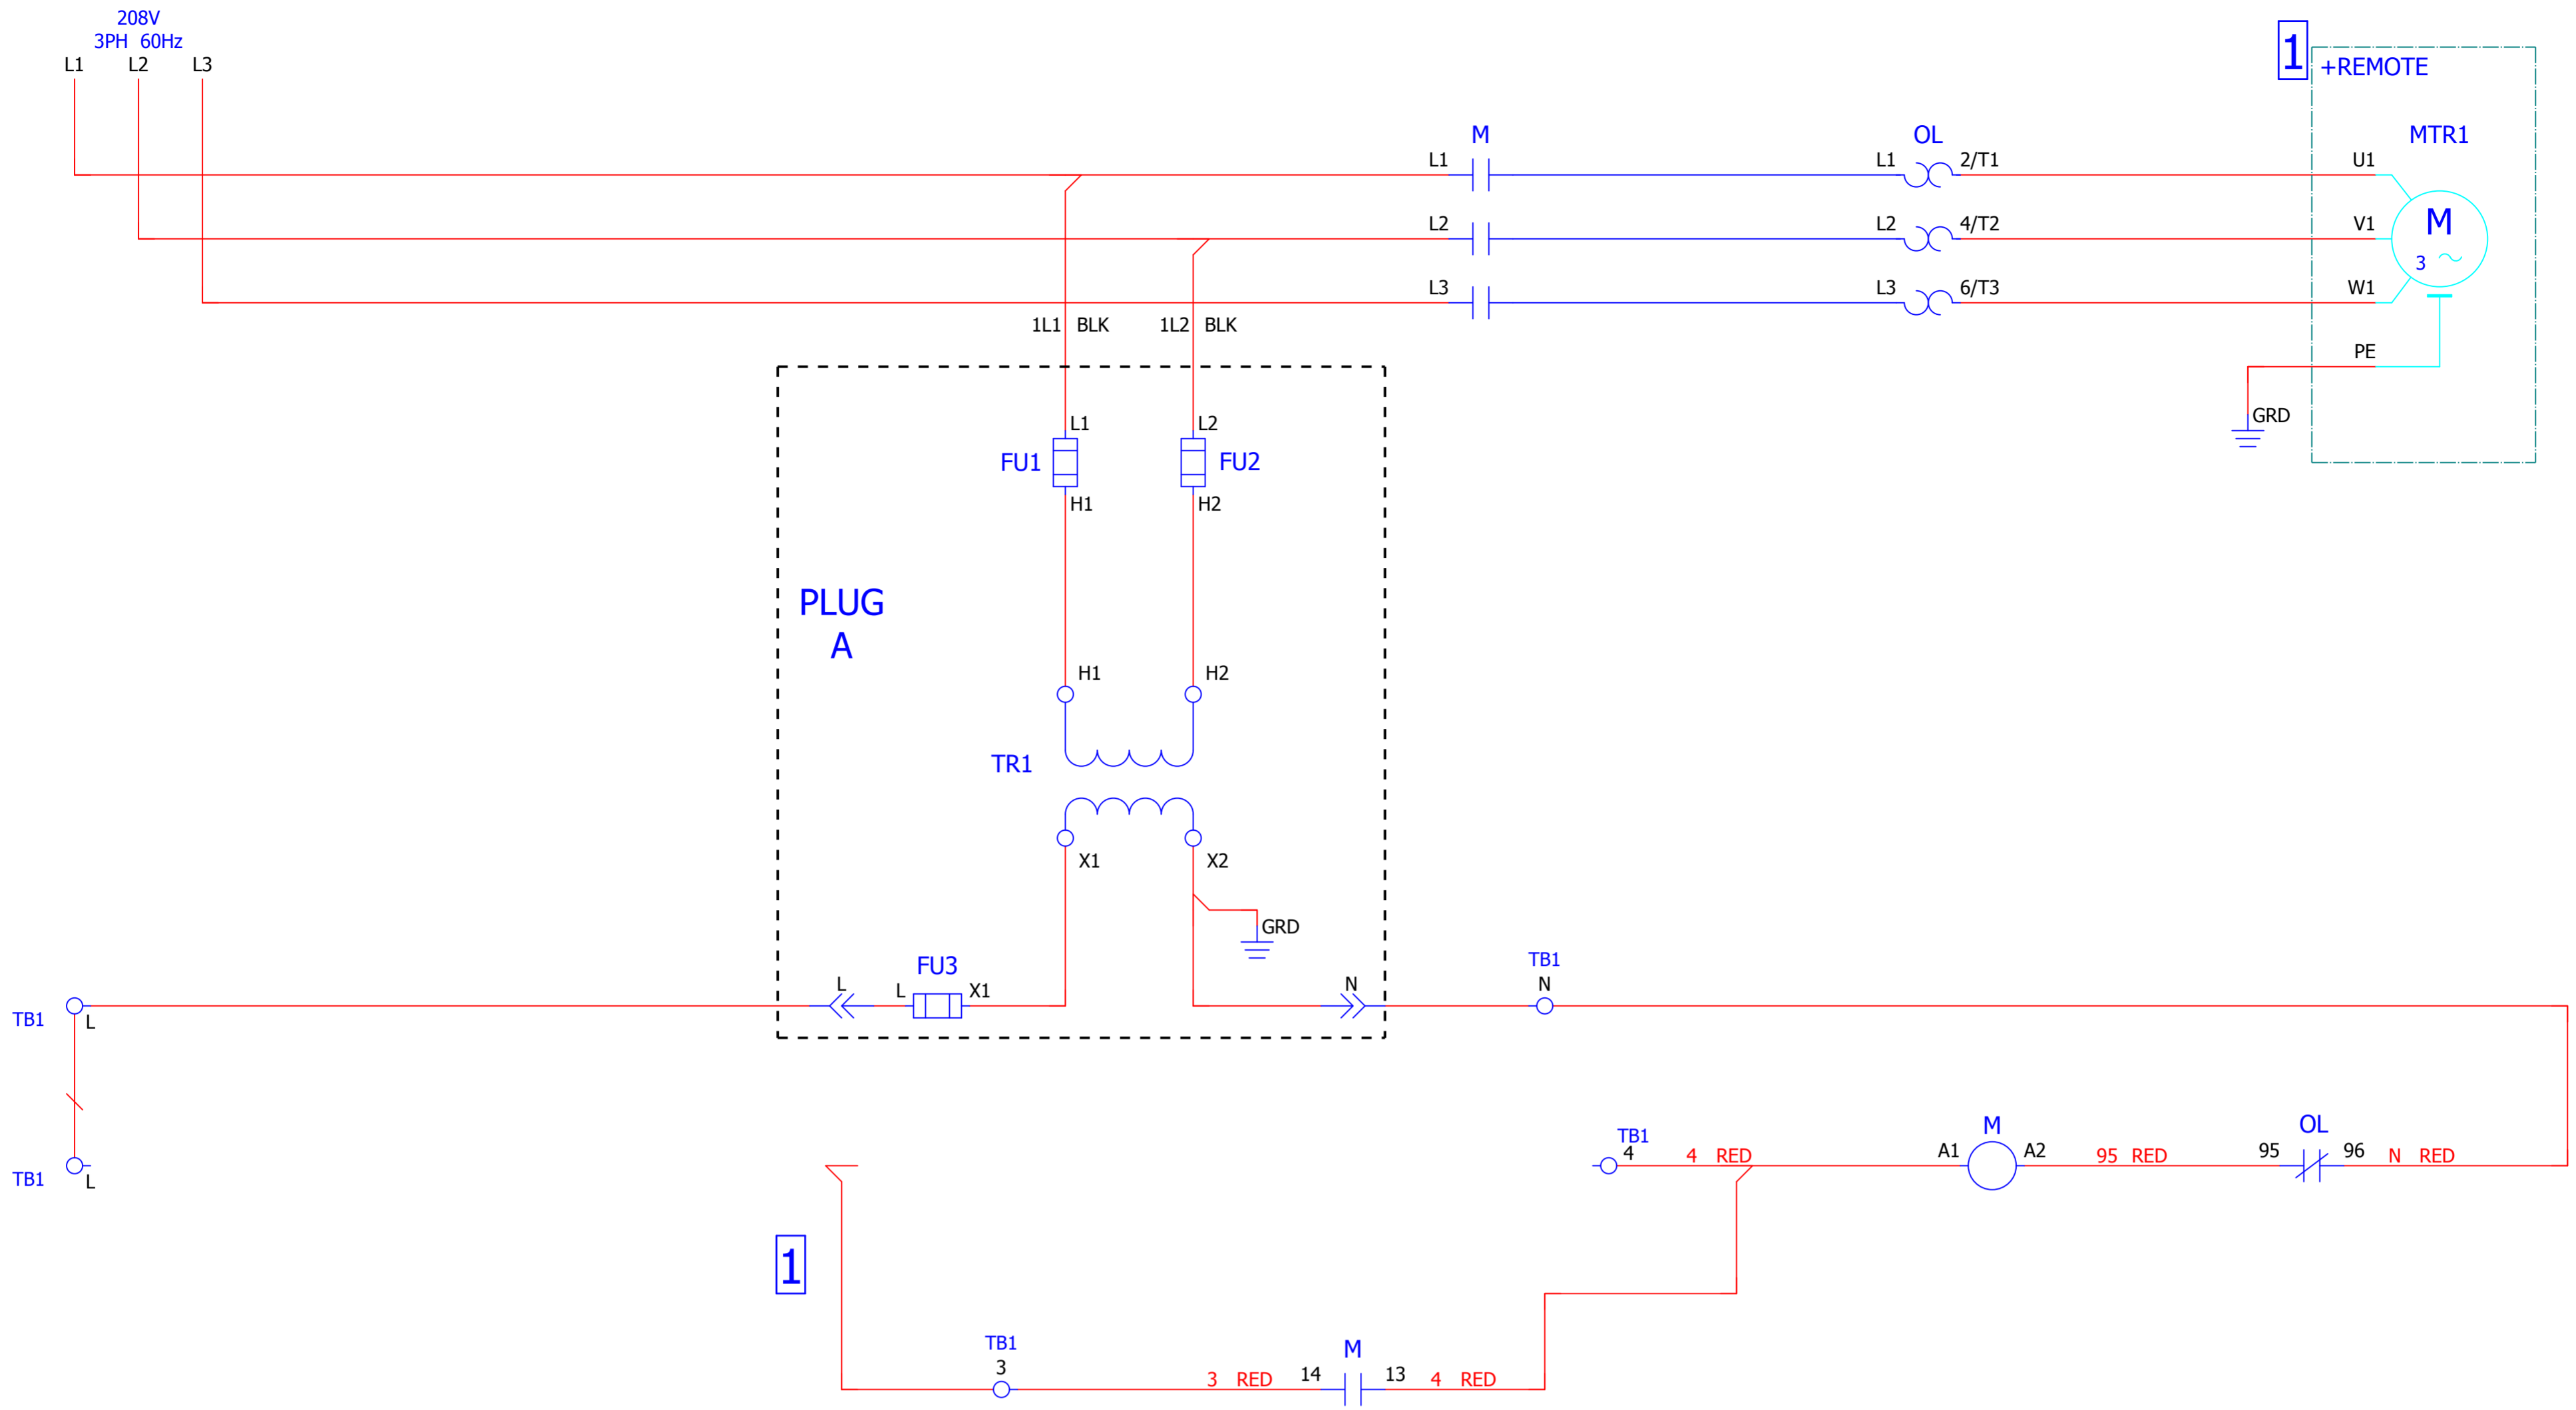 208V
3PH 60Hz
L1 L2 L3
1
+REMOTE
M
OL
MTR1
L1
L1
2/T1
U1
L2
L2
4/T2
V1
M
3
L3
L3
6/T3
W1
1L1 BLK
1L2 BLK
PE
GRD
L1
L2
FU1
FU2
H1
H2
PLUG
A
H1
H2
TR1
X1
X2
GRD
FU3
L
L
X1
N
TB1
N
TB1
L
TB1
4
4 RED
M
A1
A2
95 RED
OL
95
96
N RED
TB1
L
1
TB1
3
3 RED
14
M
13
4 RED